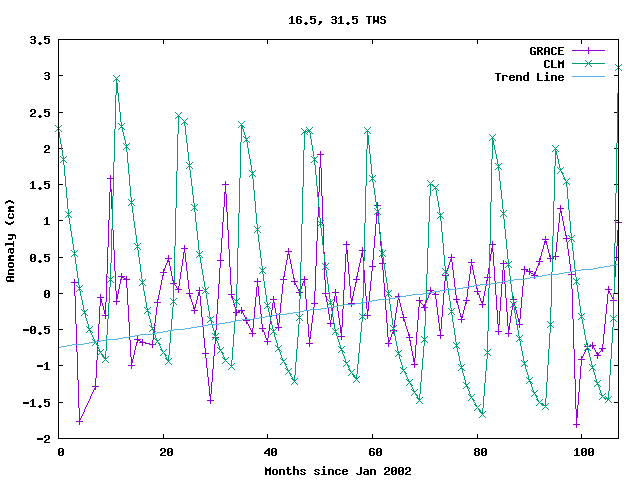 16.5, 31.5 TWS
GRACE
CLM
Trend Line
3.5
3
2.5
2
1.5
1
0.5
0
-0.5
-1
-1.5
-2
Anomaly (cm)
0 20 40 60 80 100
Months since Jan 2002